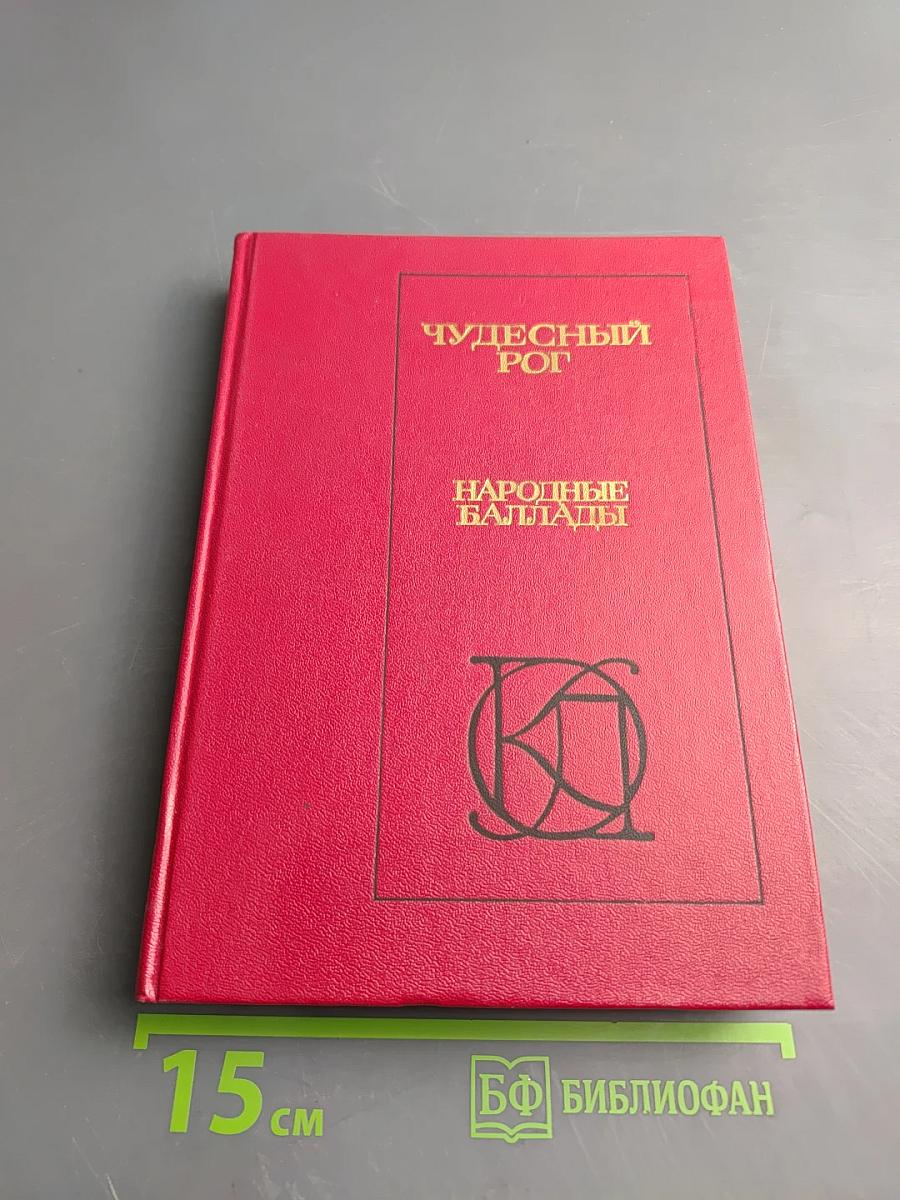 ЧУДЕСНЫЙ
РОГ
НАРОДНЫЕ
БАЛЛАДЫ
15 СМ
БФ БИБЛИОФАН